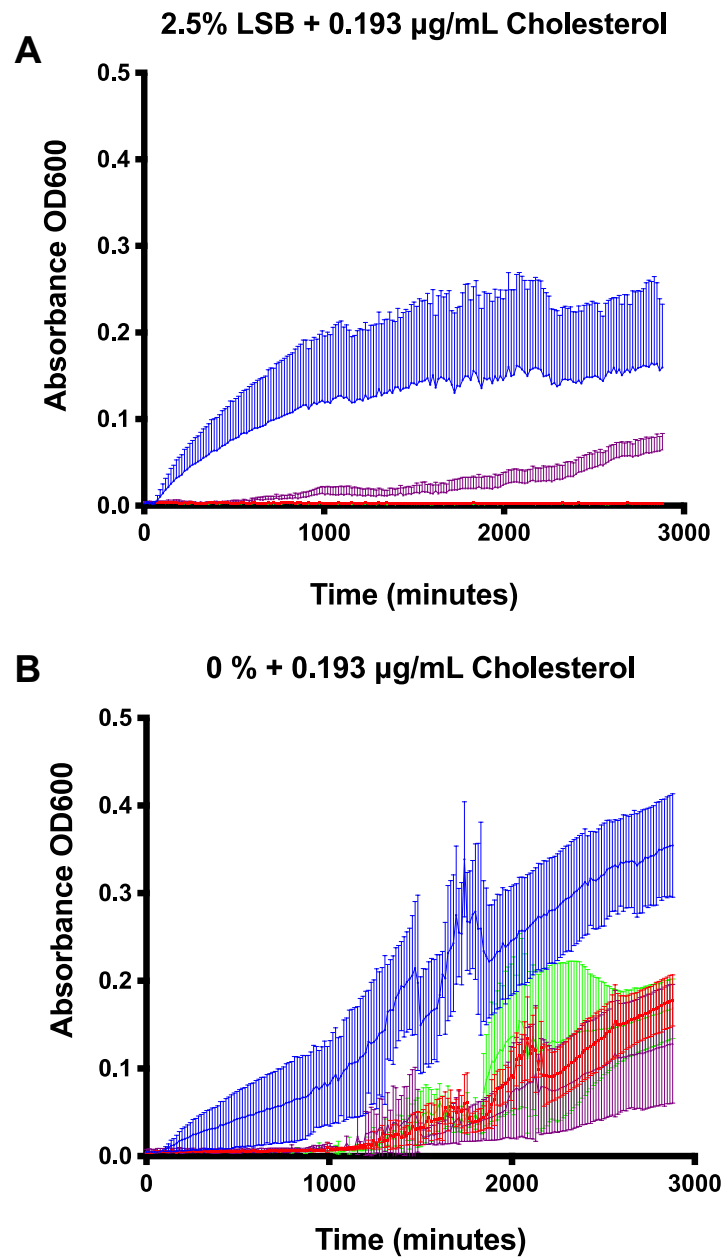 2.5% LSB + 0.193 µg/mL Cholesterol
A
0.5
0.4
0.3
0.2
0.1
0.0
Absorbance OD600
0 1000 2000 3000
Time (minutes)
B
0 % + 0.193 µg/mL Cholesterol
0.5
0.4
0.3
0.2
0.1
0.0
Absorbance OD600
0 1000 2000 3000
Time (minutes)